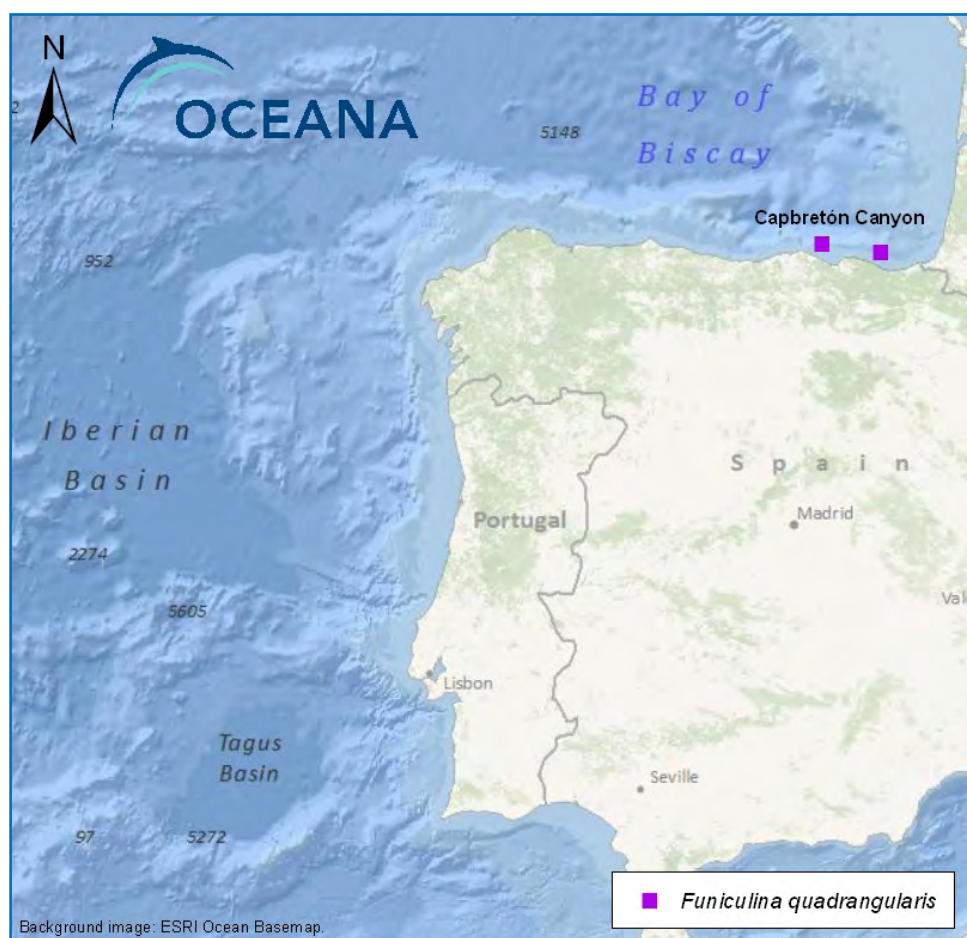 N
OCEANA
Bay of
Biscay
5148
Capbretón Canyon
952
Iberian
Basin
Spain
Portugal
Madrid
2274
5605
Lisbon
Tagus
Basin
Seville
97
5272
Funiculina quadrangularis
Background image: ESRI Ocean Basemap.